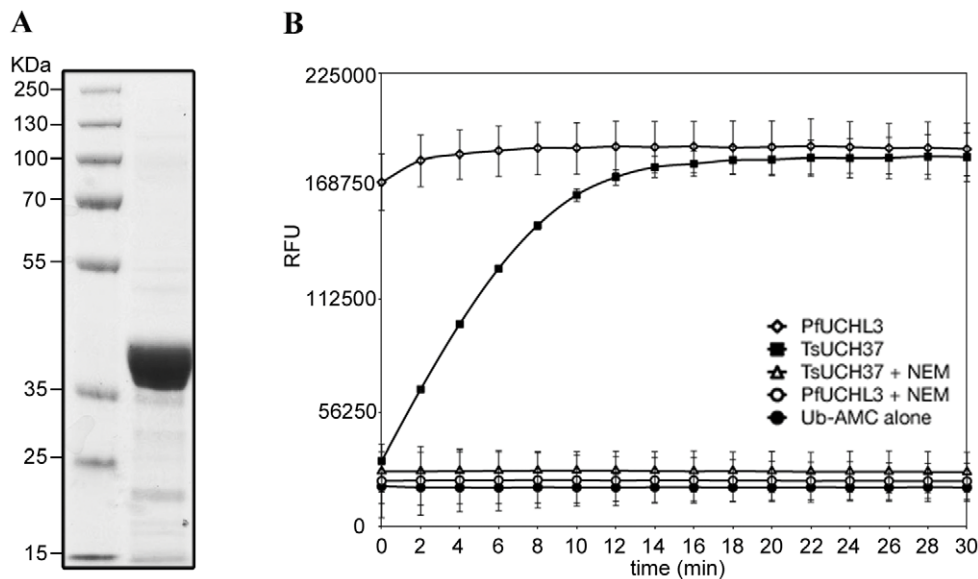 A
KDa
250
130
100
70
55
35
25
15
B
225000
168750
112500
56250
0
RFU
0 2 4 6 8 10 12 14 16 18 20 22 24 26 28 30
time (min)
PfUCHL3
TsUCH37
TsUCH37 + NEM
PfUCHL3 + NEM
Ub-AMC alone